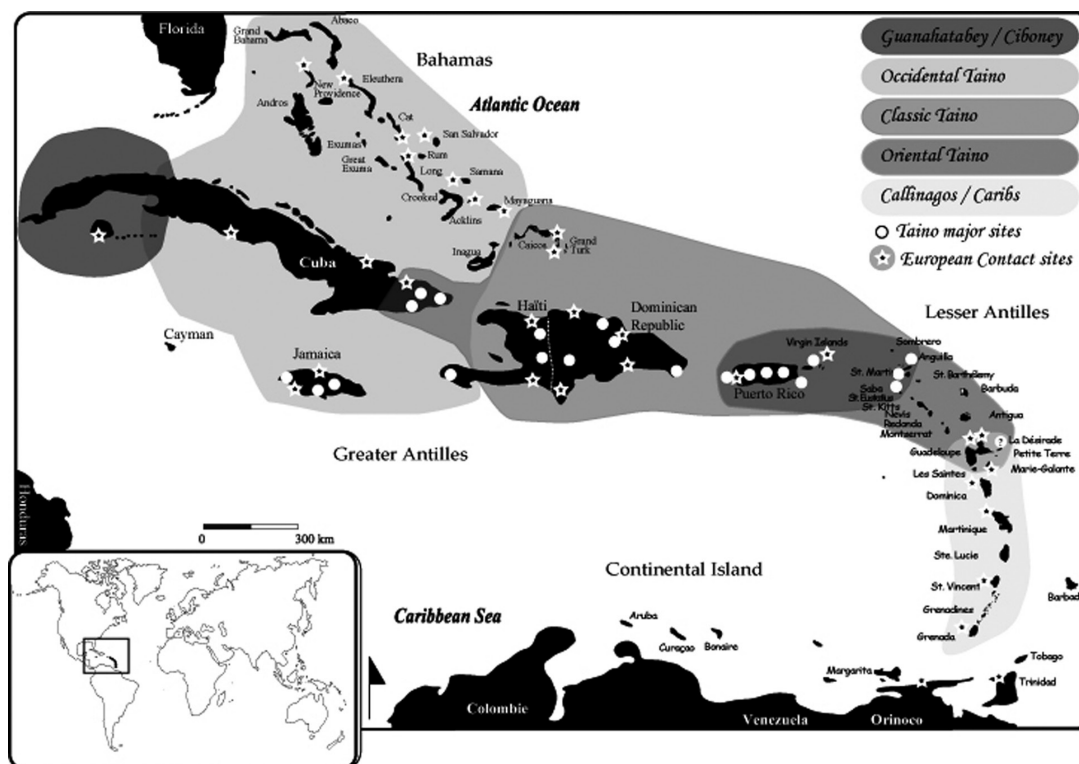 Florida
Grand
Bahama
Abaco
Bahamas
New
Providence
Eleuthera
Andros
Atlantic Ocean
Cat
San Salvador
Exumas
Great
Exuma
Rum
Long
Samana
Crooked
Acklins
Mayaguana
Inagua
Caicos
Grand
Turk
Cuba
Cayman
Jamaica
Haïti
Dominican
Republic
Virgin Islands
Puerto Rico
Greater Antilles
Lesser Antilles
Sombrero
Anguilla
St. Martin
St. Barthélemy
Saba
St. Eustatius
St. Kitts
Barbuda
Nevis
Redonda
Antigua
Montserrat
La Désirade
?
Guadeloupe
Petite Terre
Les Saintes
Marie-Galante
Dominica
Martinique
Ste. Lucie
St. Vincent
Grenadines
Grenada
Barbad
Tobago
Trinidad
Margarita
Continental Island
Caribbean Sea
Aruba
Curaçao
Bonaire
Colombie
Venezuela
Orinoco
Honduras
0
300 km
Guanahatabey / Ciboney
Occidental Taino
Classic Taino
Oriental Taino
Callinagos / Caribs
Taino major sites
European Contact sites